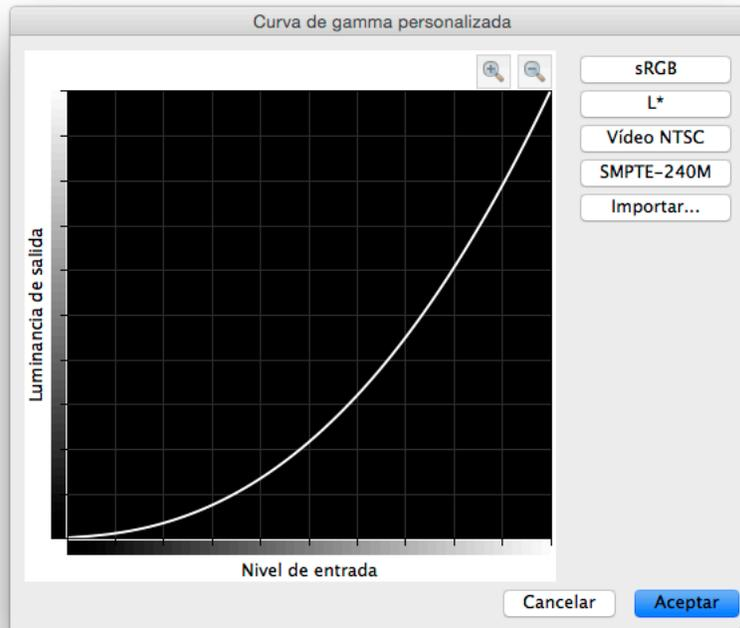 Curva de gamma personalizada
sRGB
L*
Vídeo NTSC
SMPTE-240M
Importar...
Luminancia de salida
Nivel de entrada
Cancelar
Aceptar